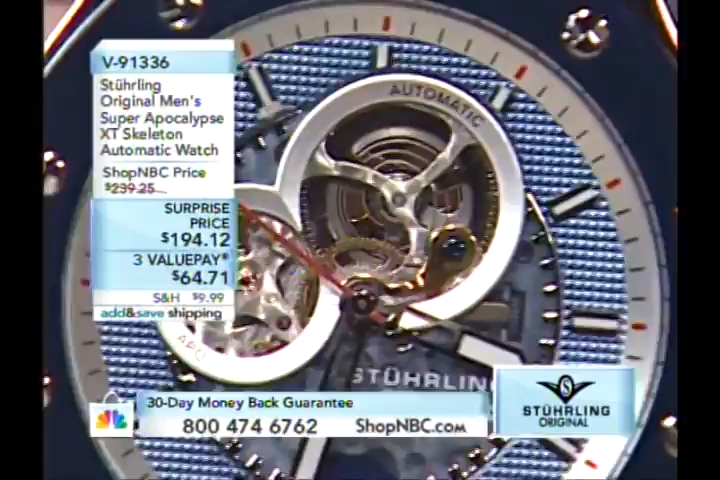 V-91336
Stührling
Original Men's
Super Apocalypse
XT Skeleton
Automatic Watch
ShopNBC Price
$239.25
SURPRISE
PRICE
$194.12
3 VALUEPAY®
$64.71
S&H $9.99
add&save shipping
AUTOMATIC
STÜHRLING
30-Day Money Back Guarantee
800 474 6762
ShopNBC.com
S
STÜHRLING
ORIGINAL